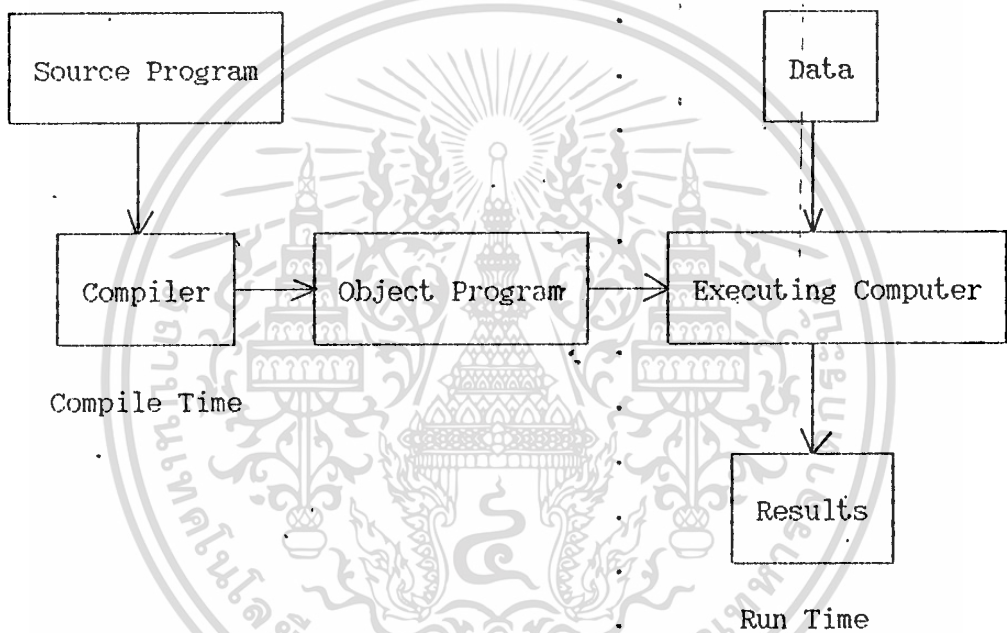 Source Program
Data
Compiler
Object Program
Executing Computer
Compile Time
Results
Run Time